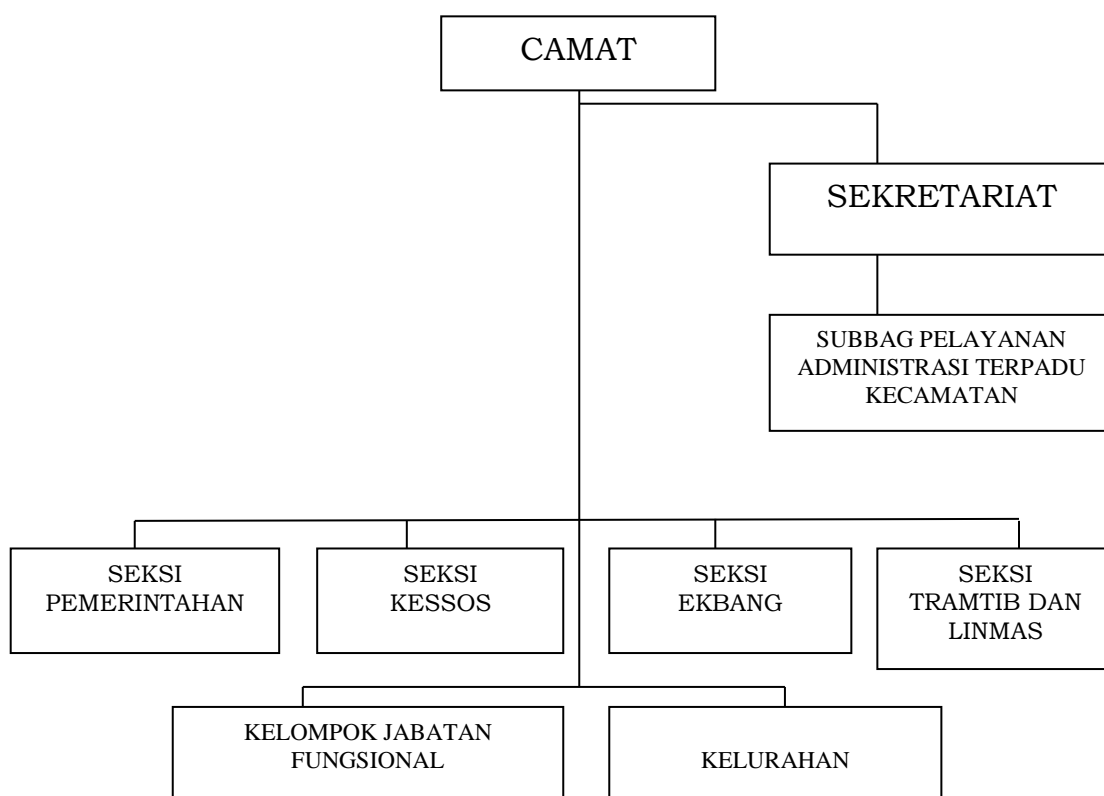 CAMAT
SEKRETARIAT
SUBBAG PELAYANAN
ADMINISTRASI TERPADU
KECAMATAN
SEKSI
PEMERINTAHAN
SEKSI
KESSOS
SEKSI
EKBANG
SEKSI
TRAMTIB DAN
LINMAS
KELOMPOK JABATAN
FUNGSIONAL
KELURAHAN